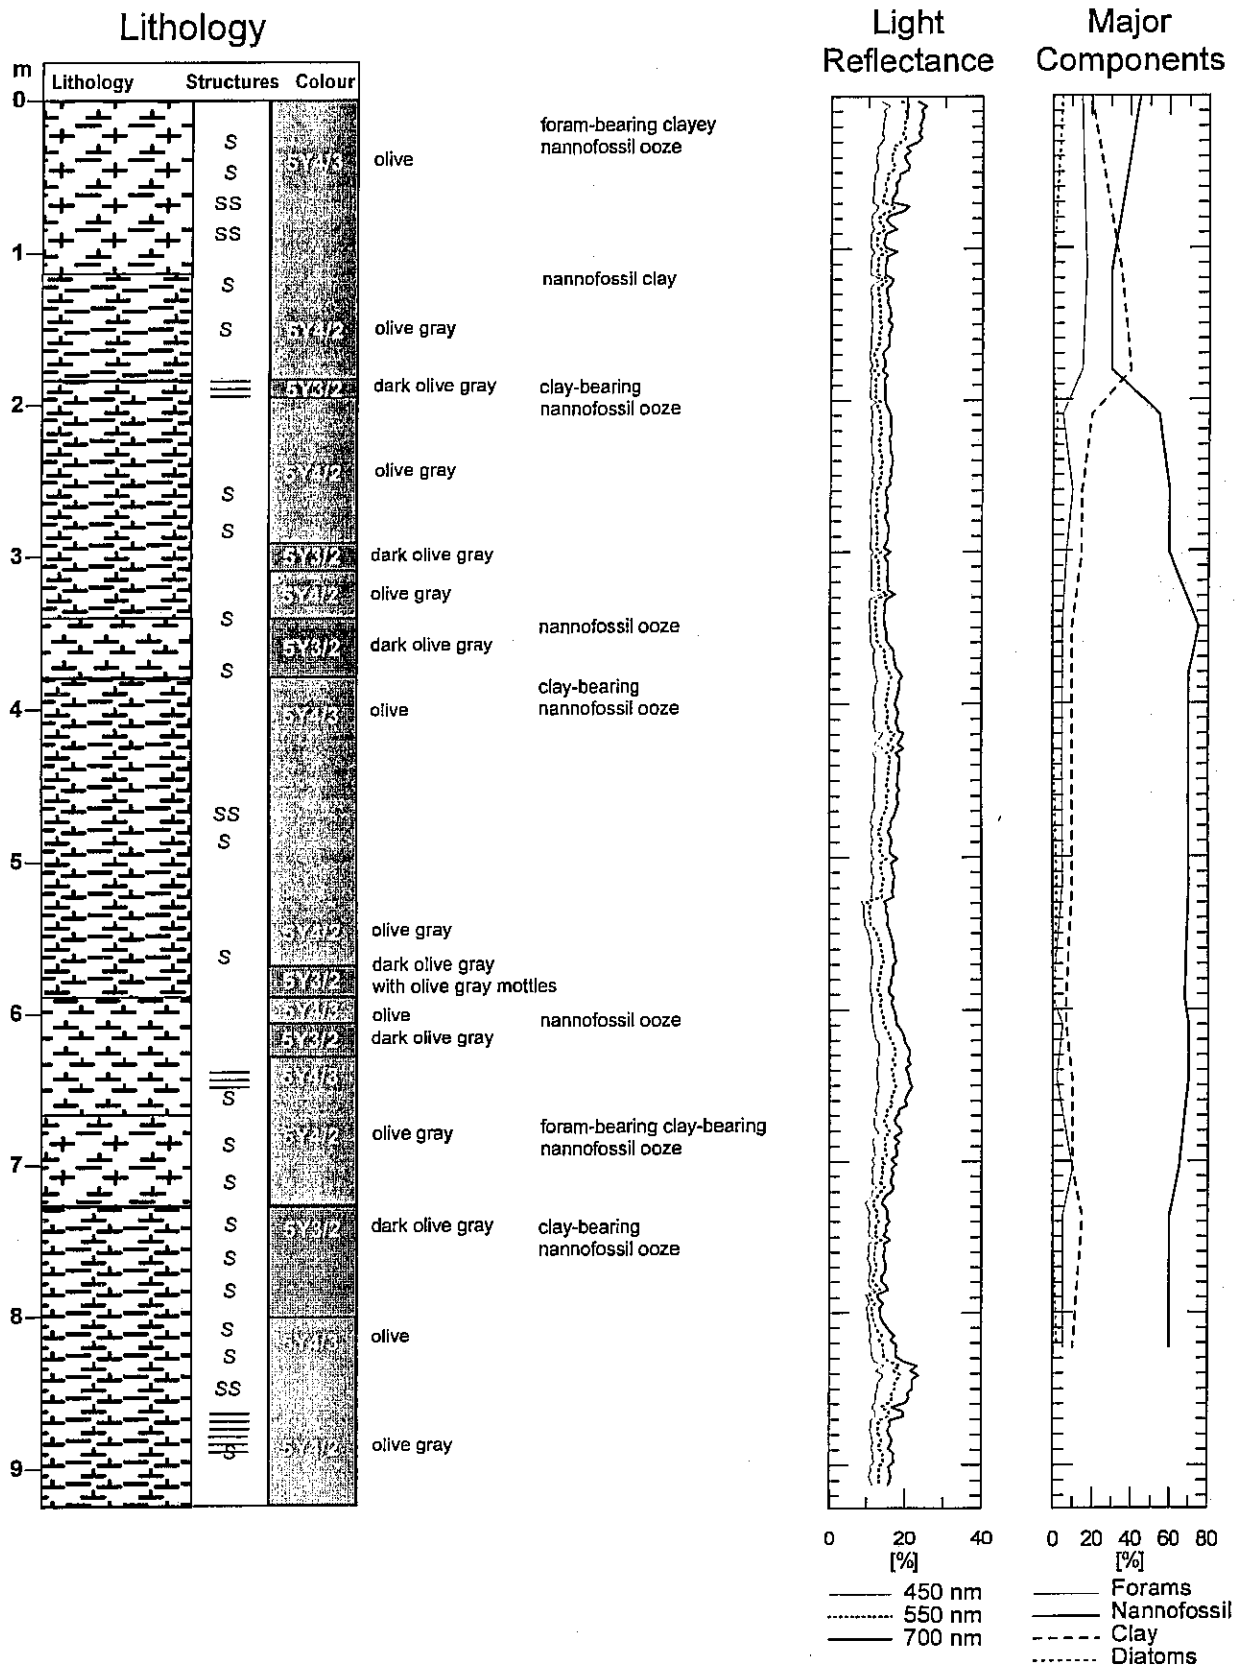 Lithology
Light
Reflectance
Major
Components
m
Lithology Structures Colour
0
S
5Y4/3
olive
foram-bearing clayey
nannofossil ooze
S
SS
SS
1
S
nannofossil clay
S
5Y4/2
olive gray
5Y3/2
dark olive gray
clay-bearing
nannofossil ooze
2
5Y4/2
olive gray
S
S
3
5Y3/2
dark olive gray
5Y4/2
olive gray
S
nannofossil ooze
5Y3/2
dark olive gray
S
clay-bearing
nannofossil ooze
4
5Y4/3
olive
SS
S
5
5Y4/2
olive gray
S
5Y3/2
dark olive gray
with olive gray mottles
6
5Y4/3
olive
nannofossil ooze
5Y3/2
dark olive gray
5Y4/3
S
S
5Y4/2
olive gray
foram-bearing clay-bearing
nannofossil ooze
7
S
S
5Y3/2
dark olive gray
clay-bearing
nannofossil ooze
S
S
8
S
5Y4/3
olive
S
SS
S
5Y4/2
olive gray
9
0 20 40
[%]
450 nm
550 nm
700 nm
0 20 40 60 80
[%]
Forams
Nannofossil
Clay
Diatoms